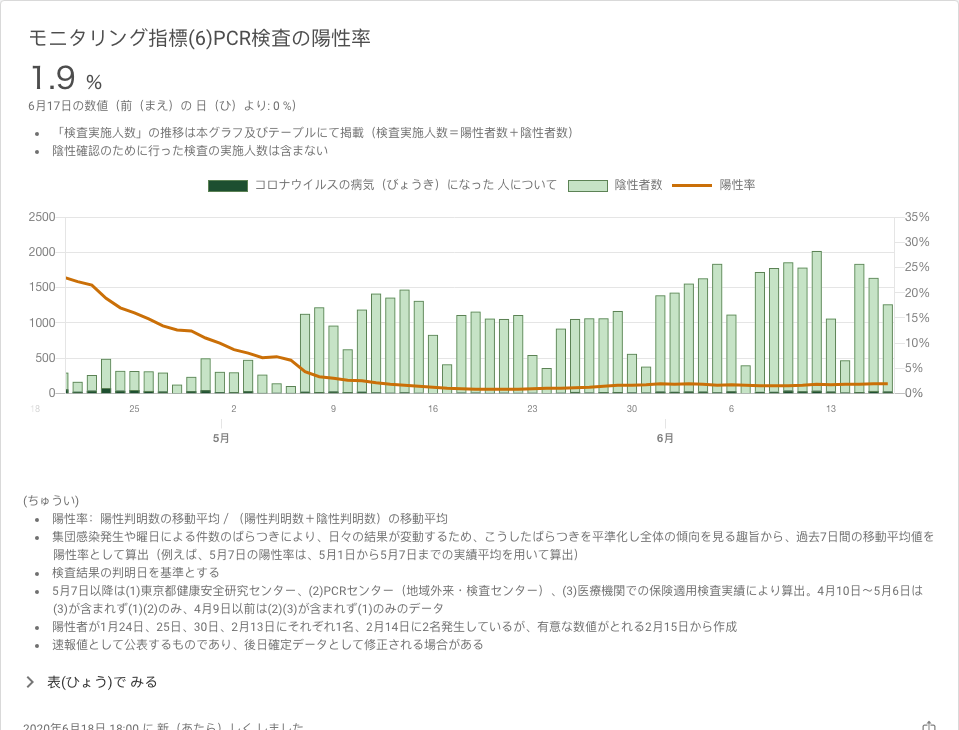 モニタリング指標(6)PCR検査の陽性率
1.9 %
6月17日の数値（前（まえ）の 日（ひ）より: 0 %）
「検査実施人数」の推移は本グラフ及びテーブルにて掲載（検査実施人数＝陽性者数＋陰性者数）
陰性確認のために行った検査の実施人数は含まない
コロナウイルスの病気（びょうき）になった 人について 陰性者数 陽性率
2500 35%
30%
2000
25%
1500 20%
1000 15%
10%
500
5%
0 0%
18 25 2 9 16 23 30 6 13
5月 6月
(ちゅうい)
陽性率：陽性判明数の移動平均 / （陽性判明数＋陰性判明数）の移動平均
集団感染発生や曜日による件数のばらつきにより、日々の結果が変動するため、こうしたばらつきを平準化し全体の傾向を見る趣旨から、過去7日間の移動平均値を
陽性率として算出（例えば、5月7日の陽性率は、5月1日から5月7日までの実績平均を用いて算出）
検査結果の判明日を基準とする
5月7日以降は(1)東京都健康安全研究センター、(2)PCRセンター（地域外来・検査センター）、(3)医療機関での保険適用検査実績により算出。4月10日～5月6日は
(3)が含まれず(1)(2)のみ、4月9日以前は(2)(3)が含まれず(1)のみのデータ
陽性者が1月24日、25日、30日、2月13日にそれぞれ1名、2月14日に2名発生しているが、有意な数値がとれる2月15日から作成
速報値として公表するものであり、後日確定データとして修正される場合がある
表(ひょう)で みる
2020年6月18日 18:00 に 新（あたら）しく しました